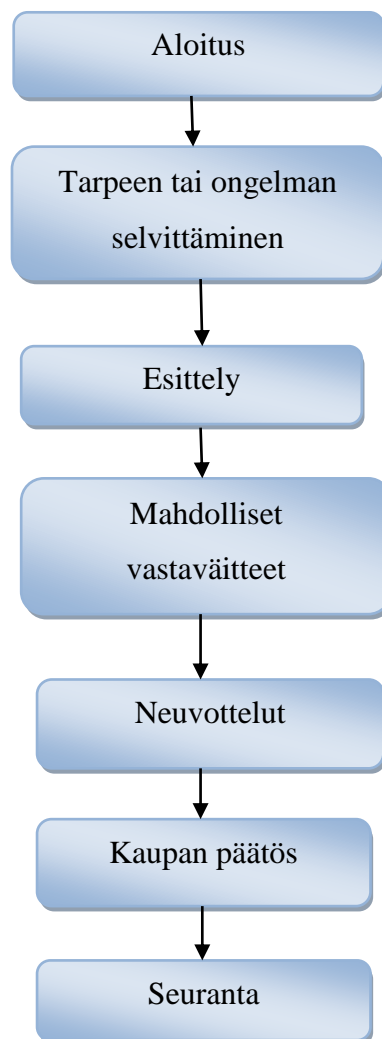 Aloitus
Tarpeen tai ongelman
selvittäminen
Esittely
Mahdolliset
vastaväitteet
Neuvottelut
Kaupan päätös
Seuranta